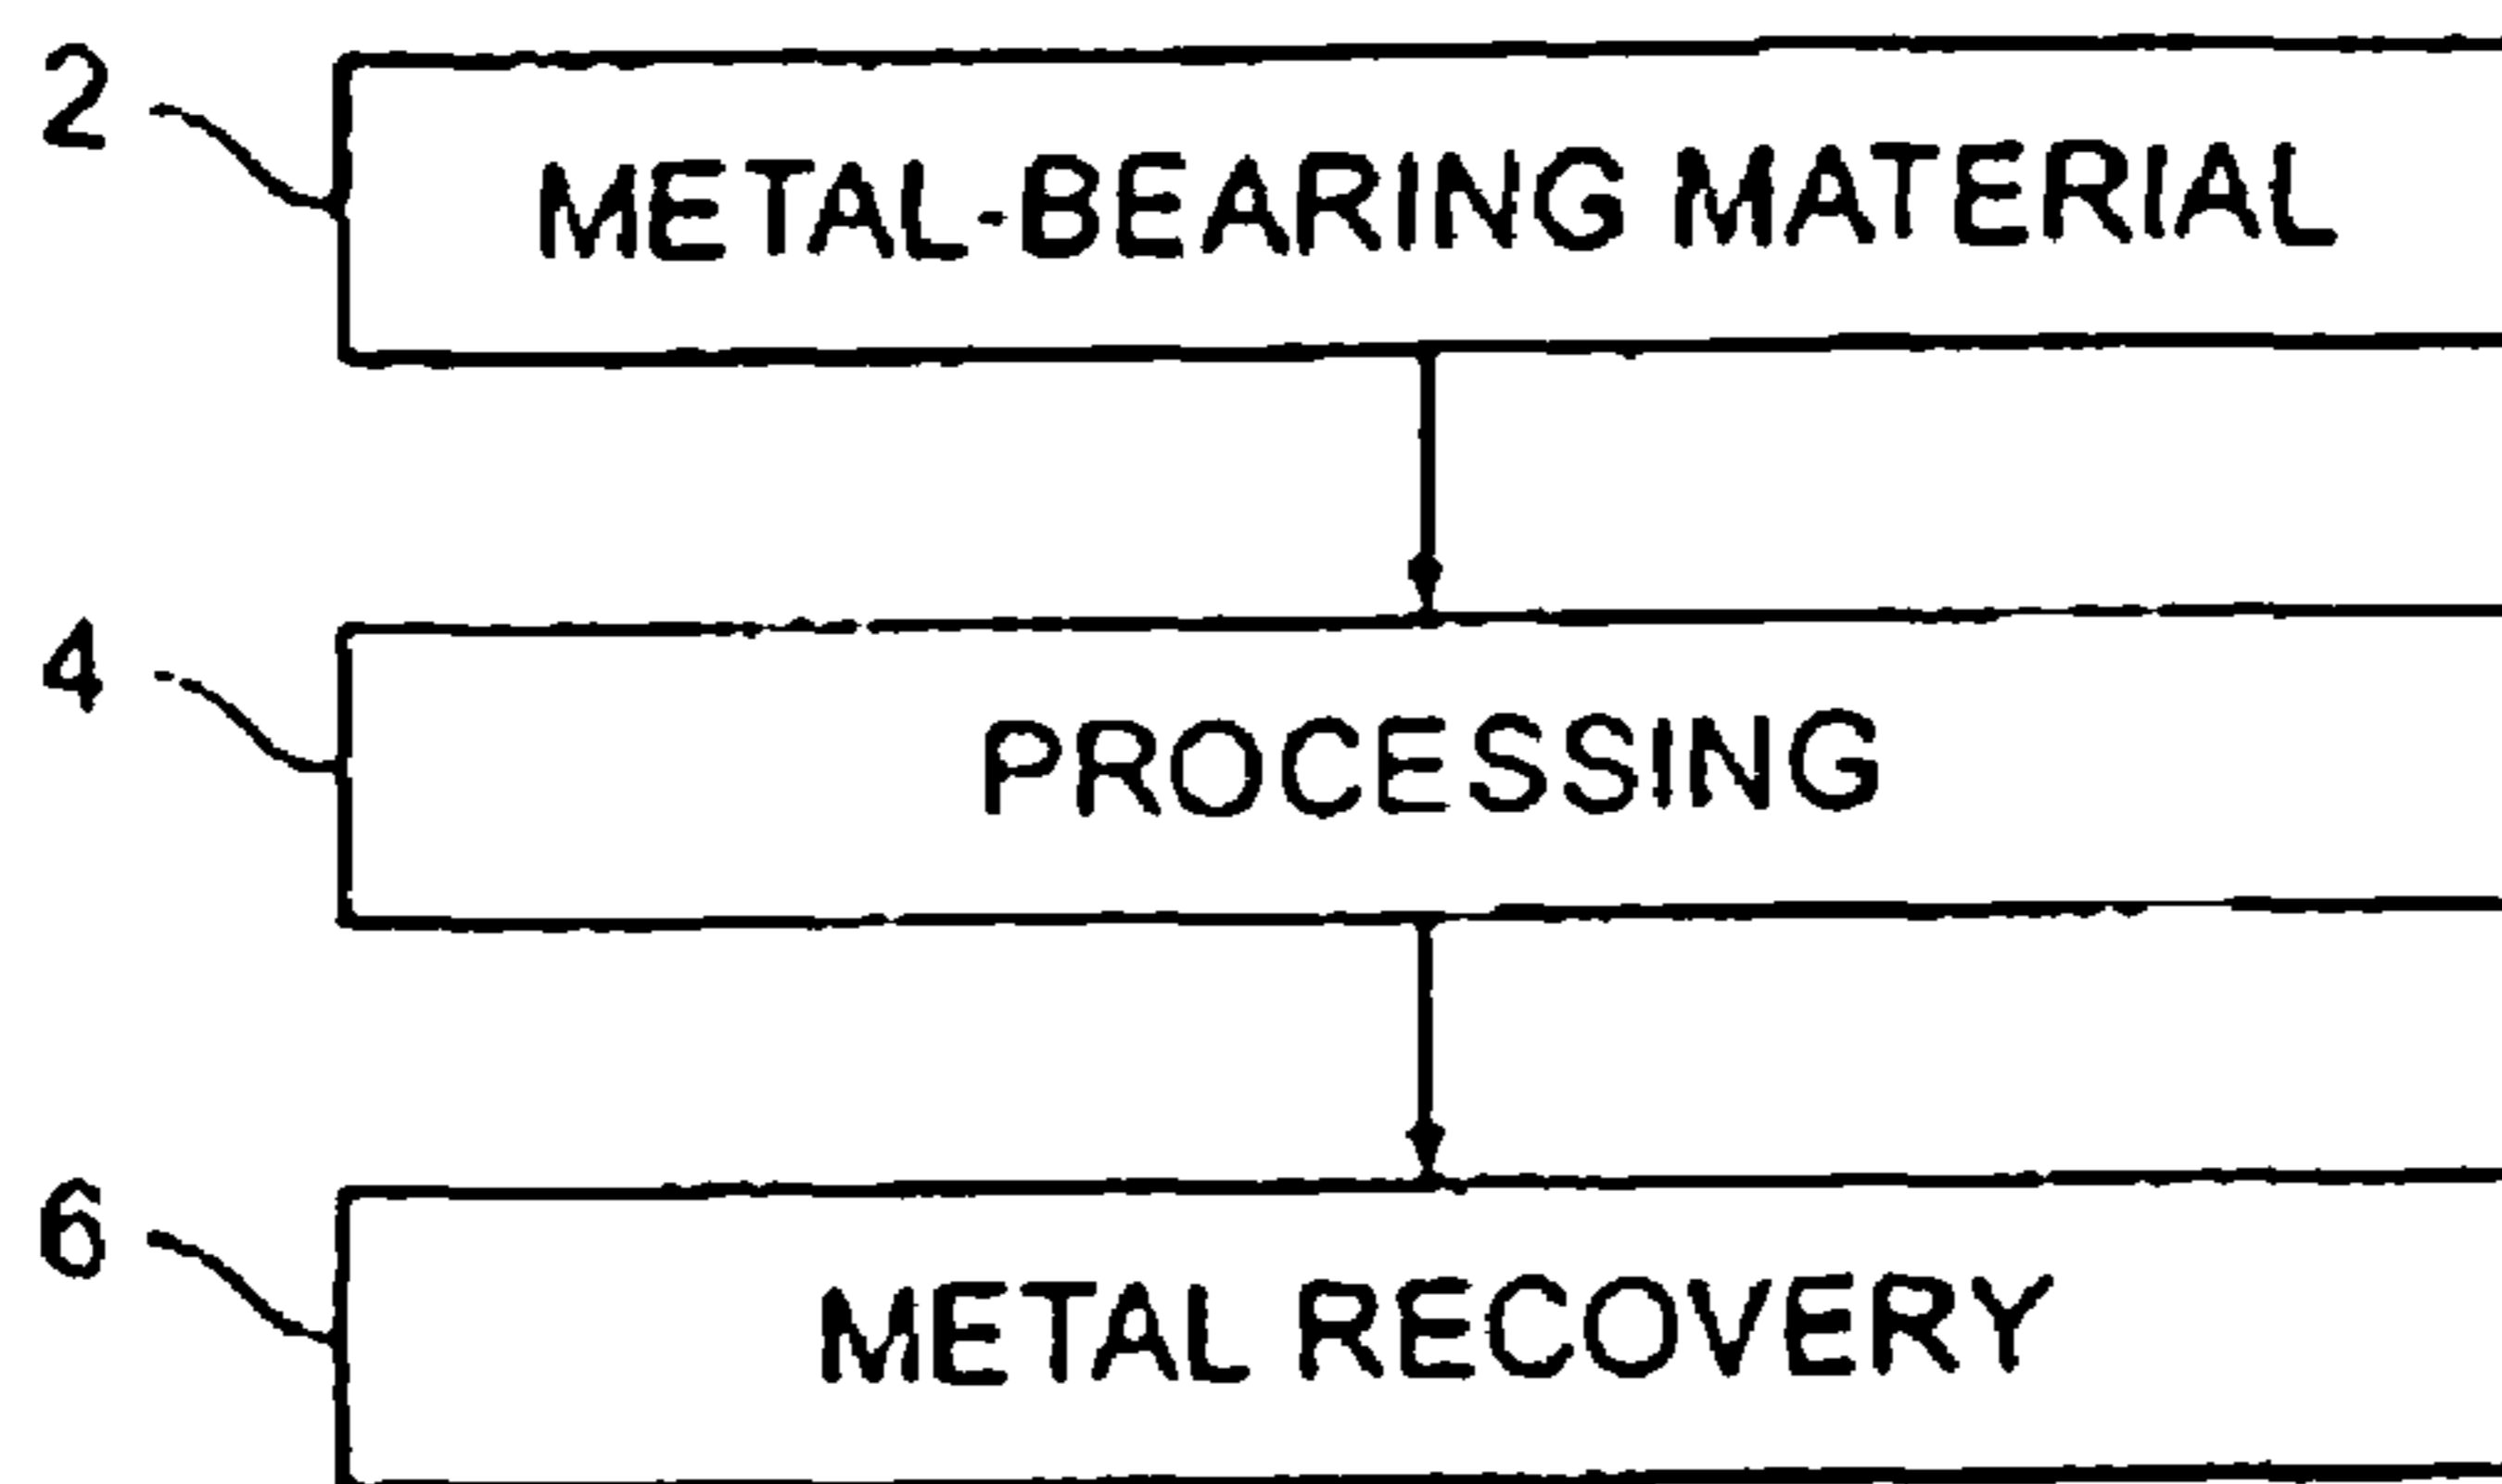 2
METAL-BEARING MATERIAL
4
PROCESSING
6
METAL RECOVERY